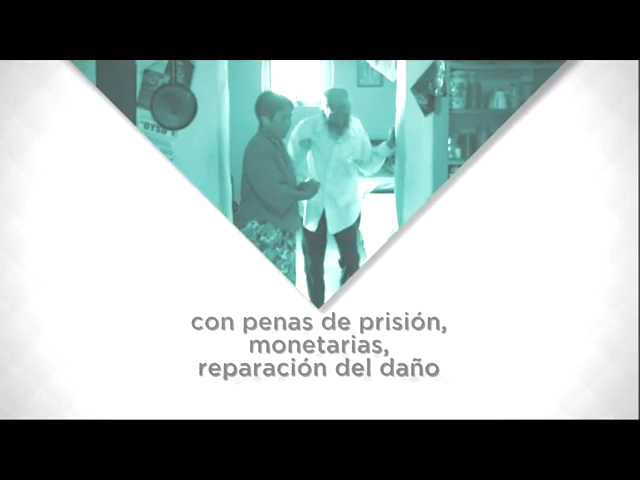 con penas de prisión,
monetarias,
reparación del daño